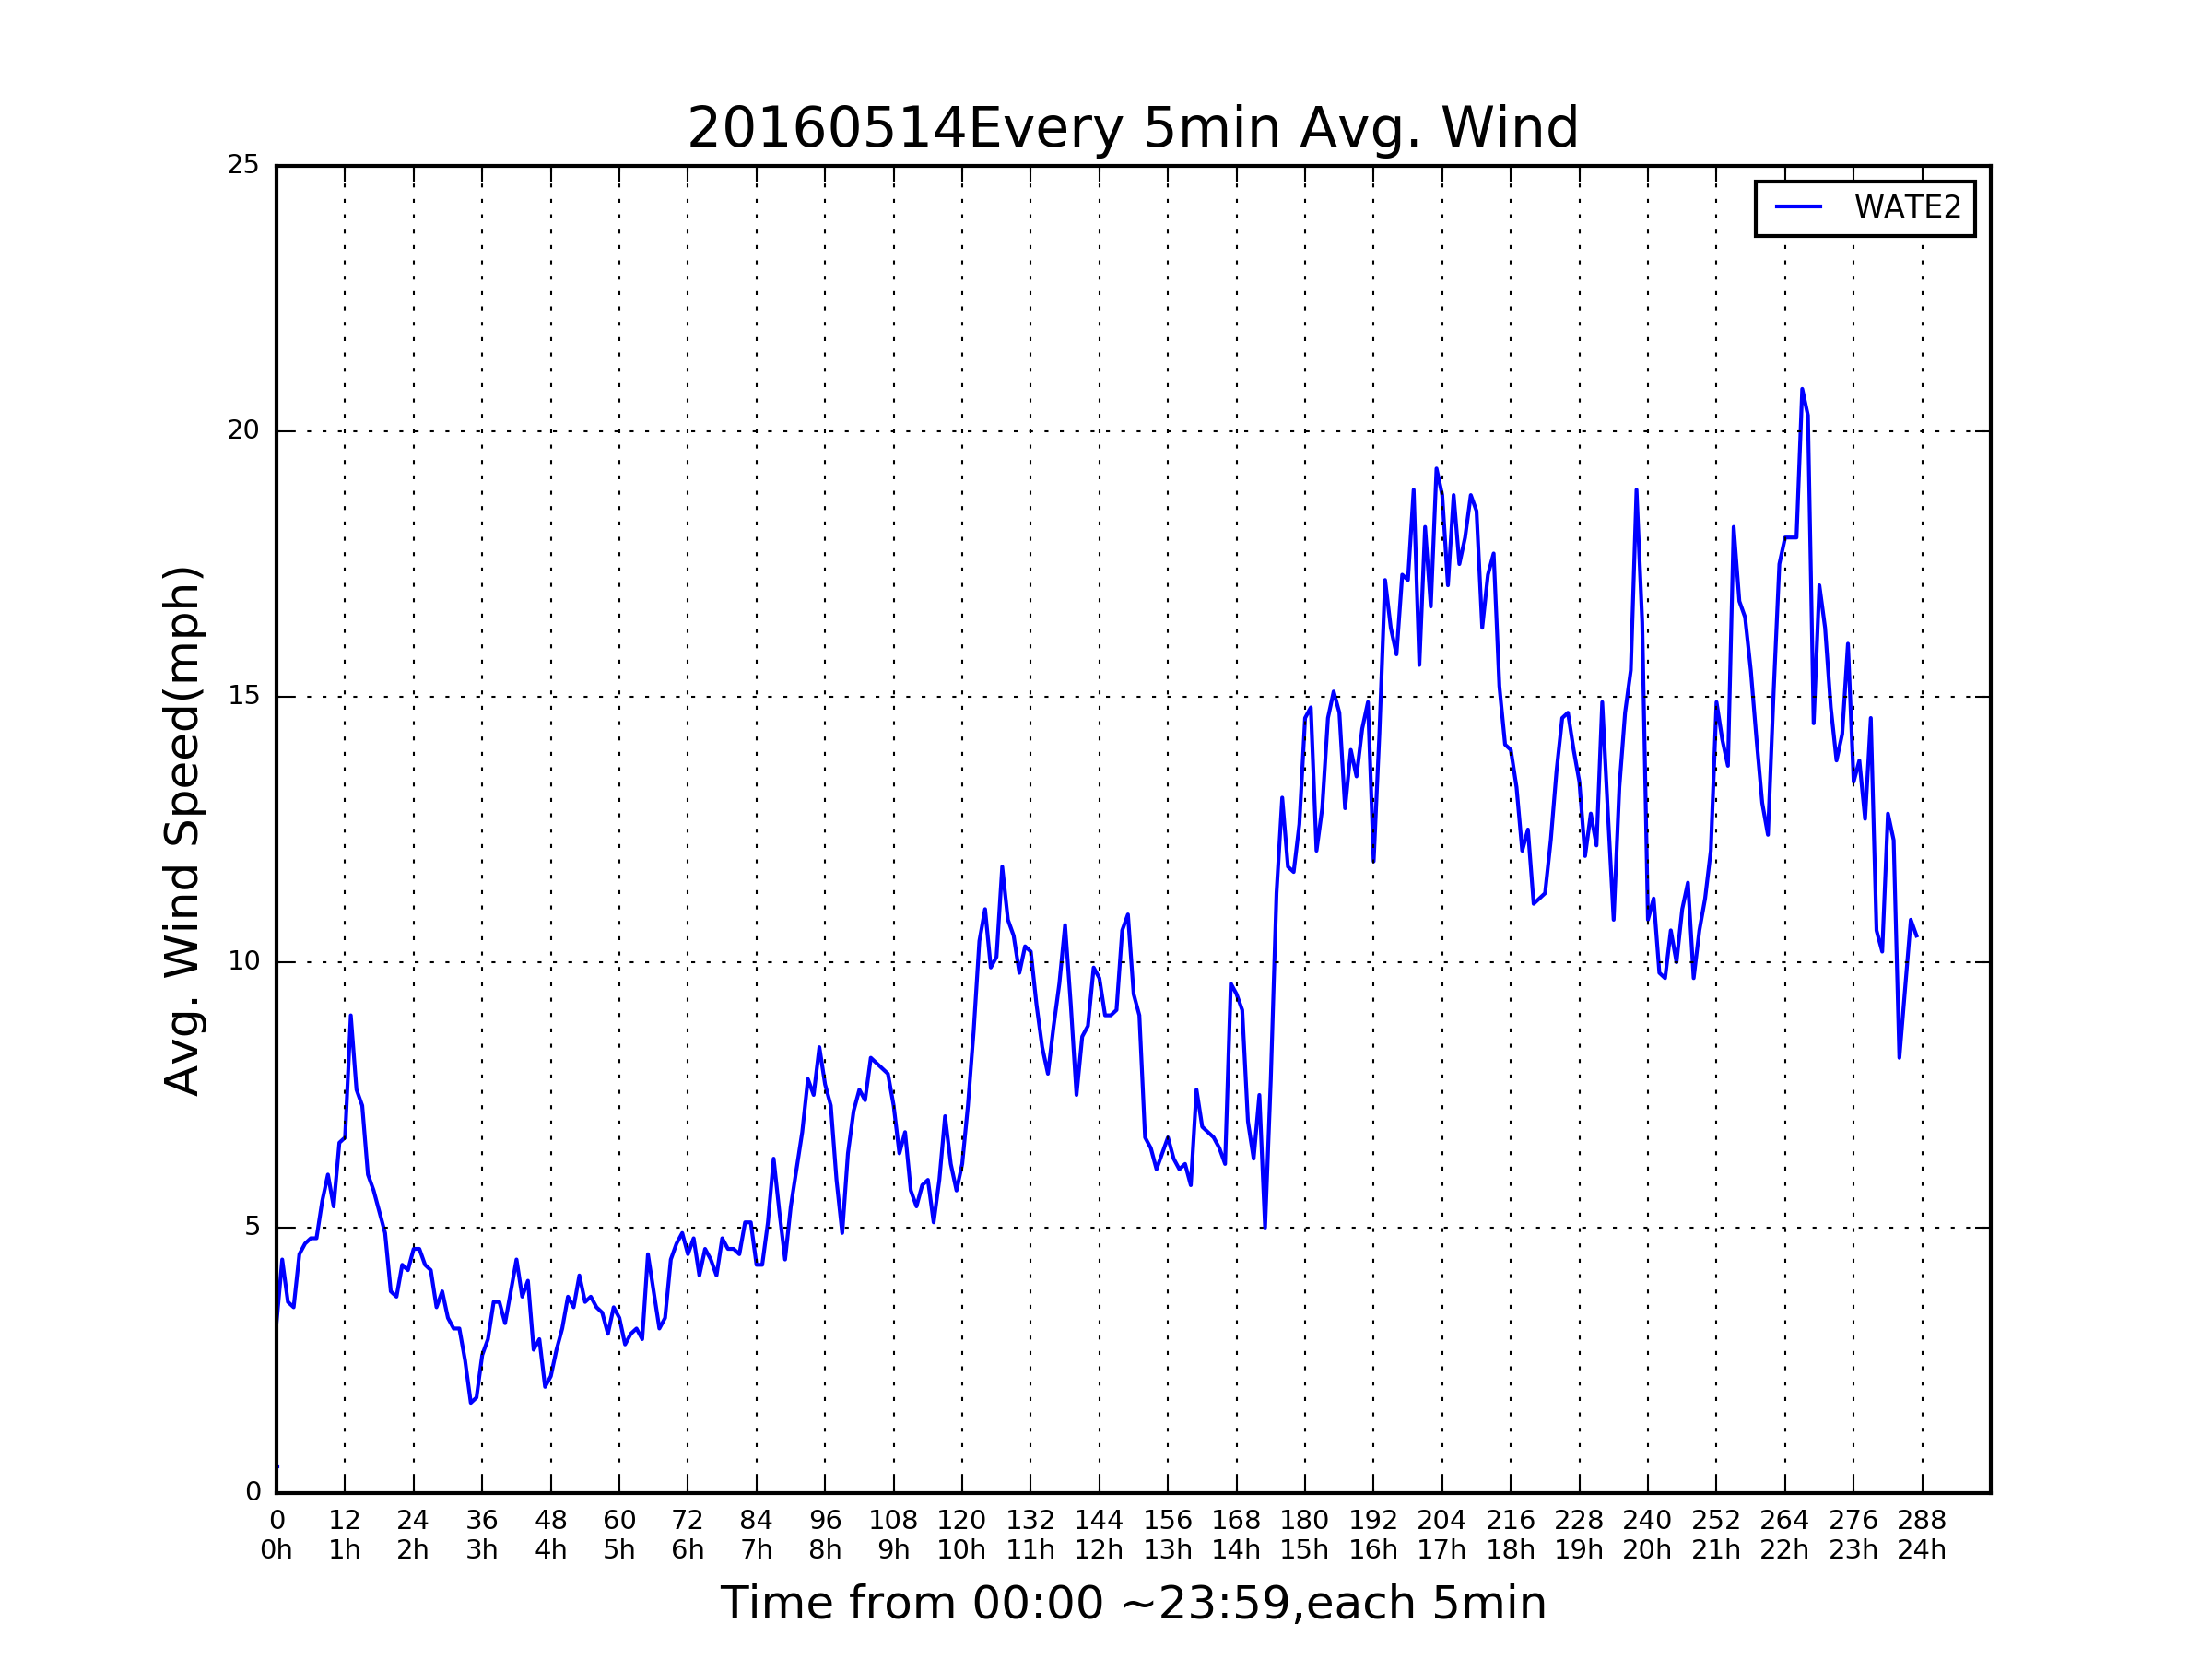 20160514Every 5min Avg. Wind
WATE2
Avg. Wind Speed(mph)
25
20
15
10
5
0
0 12 24 36 48 60 72 84 96 108 120 132 144 156 168 180 192 204 216 228 240 252 264 276 288
0h 1h 2h 3h 4h 5h 6h 7h 8h 9h 10h 11h 12h 13h 14h 15h 16h 17h 18h 19h 20h 21h 22h 23h 24h
Time from 00:00 ~23:59,each 5min